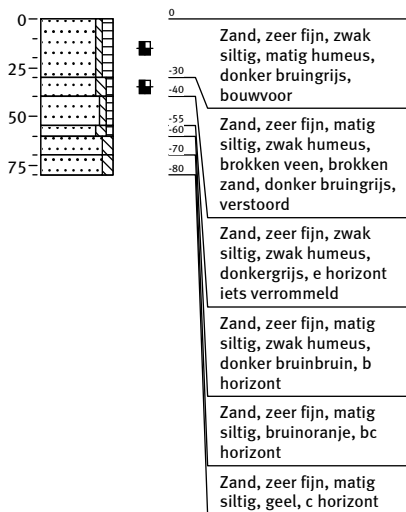 0
25
50
75
0
-30
-40
-55
-60
-70
-80
Zand, zeer fijn, zwak
siltig, matig humeus,
donker bruingrijs,
bouwvoor
Zand, zeer fijn, matig
siltig, zwak humeus,
brokken veen, brokken
zand, donker bruingrijs,
verstoord
Zand, zeer fijn, zwak
siltig, zwak humeus,
donkergrijs, e horizont
iets verrommeld
Zand, zeer fijn, matig
siltig, zwak humeus,
donker bruinbruin, b
horizont
Zand, zeer fijn, matig
siltig, bruinoranje, bc
horizont
Zand, zeer fijn, matig
siltig, geel, c horizont